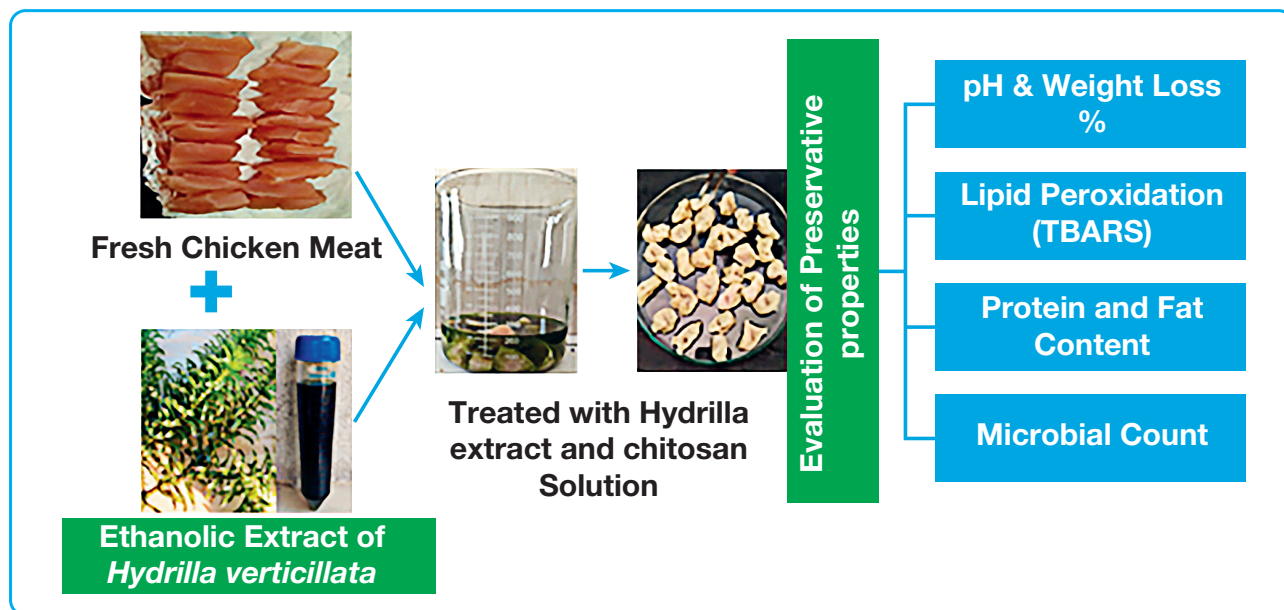 Fresh Chicken Meat
Ethanolic Extract of
Hydrilla verticillata
Treated with Hydrilla
extract and chitosan
Solution
Evaluation of Preservative
properties
pH & Weight Loss
%
Lipid Peroxidation
(TBARS)
Protein and Fat
Content
Microbial Count